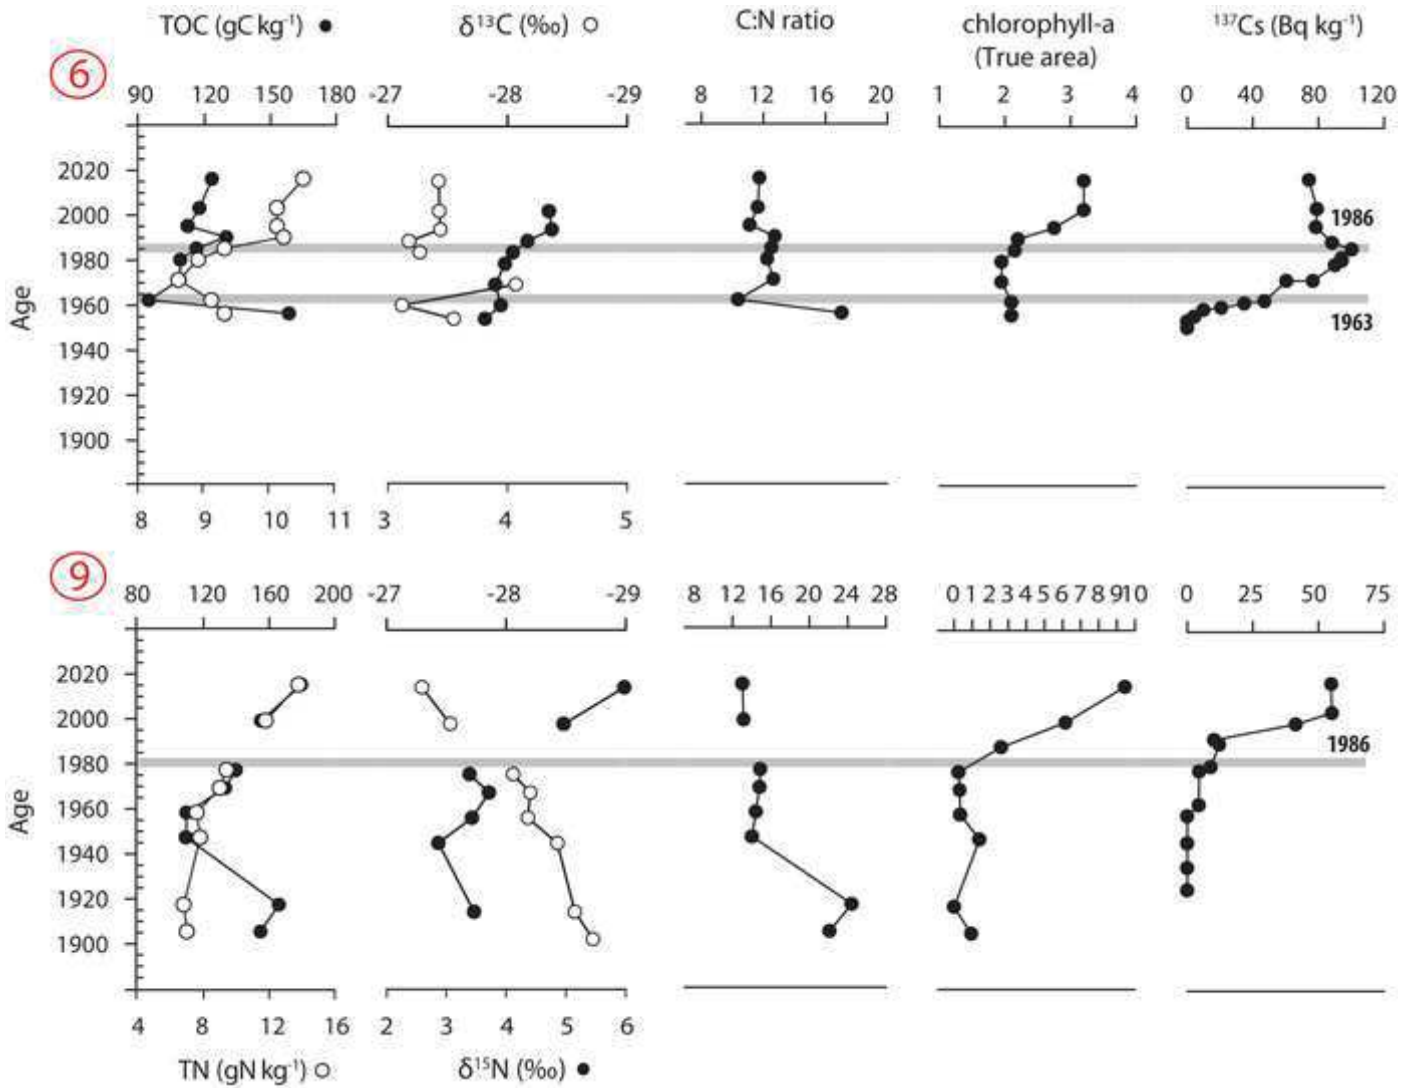 TOC (gC kg⁻¹) ● δ¹³C (‰) ○ C:N ratio chlorophyll-a ¹³⁷Cs (Bq kg⁻¹)
(True area)
6
90 120 150 180 -27 -28 -29 8 12 16 20 1 2 3 4 0 40 80 120
2020
2000 1986
1980
1960
1963
1940
1920
1900
Age
8 9 10 11 3 4 5
9
80 120 160 200 -27 -28 -29 8 12 16 20 24 28 0 1 2 3 4 5 6 7 8 9 10 0 25 50 75
2020
2000
1986
1980
1960
1940
1920
1900
Age
4 8 12 16 2 3 4 5 6
TN (gN kg⁻¹) ○ δ¹⁵N (‰) ●